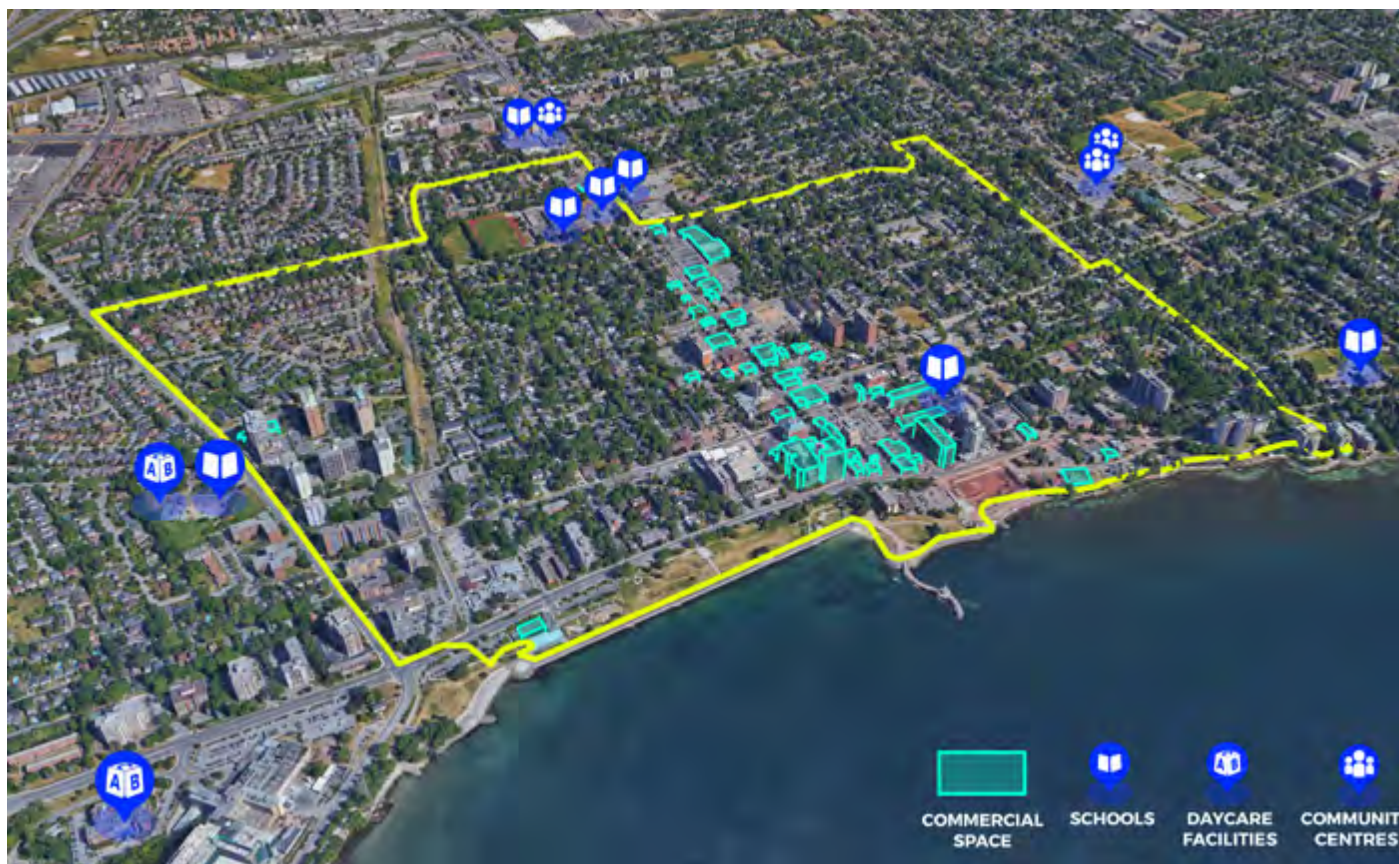 A B
A B
COMMERCIAL
SPACE
SCHOOLS
A B
DAYCARE
FACILITIES
COMMUNIT
CENTRES